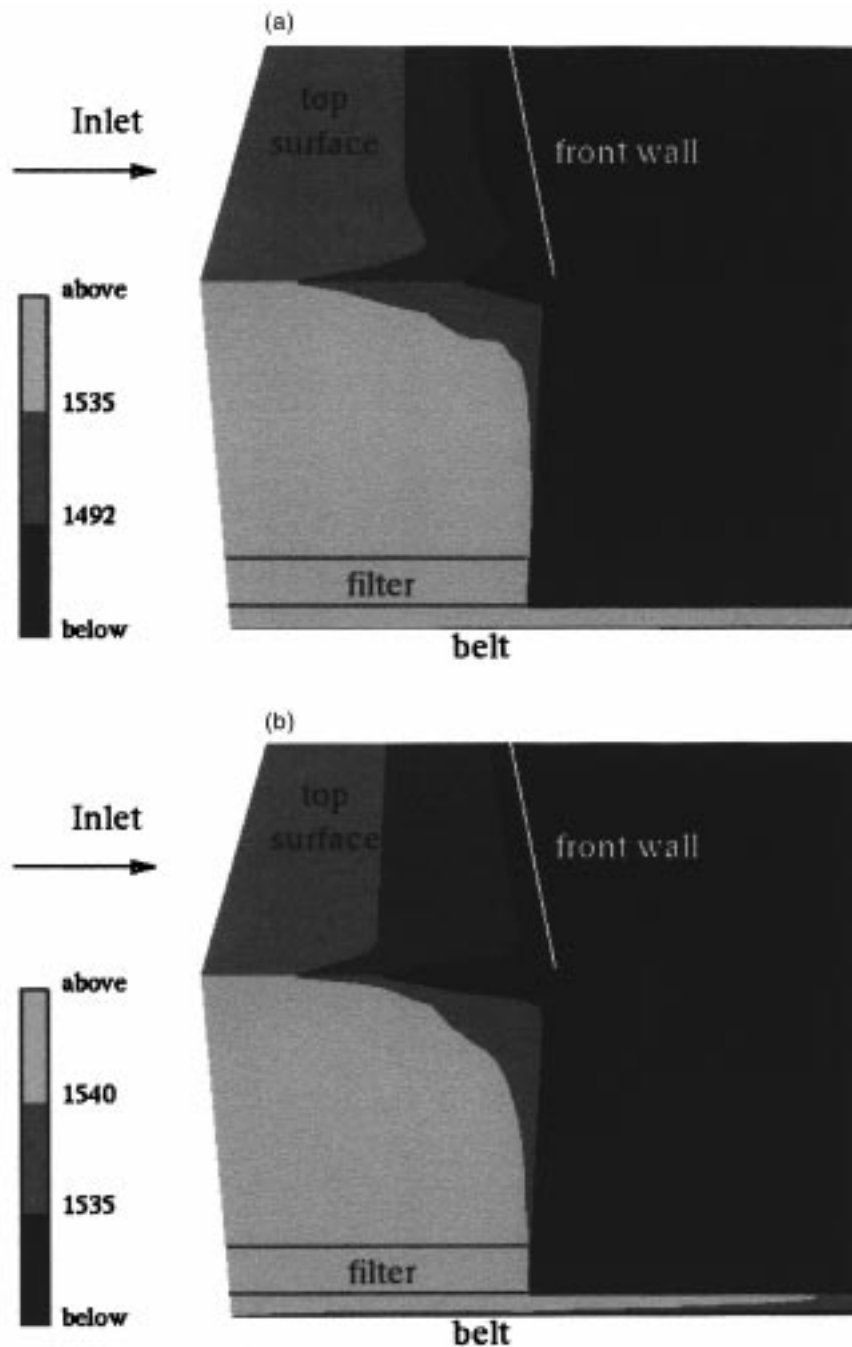 (a)
top
surface
Inlet
front wall
above
1535
1492
below
filter
belt
(b)
top
surface
Inlet
front wall
above
1540
1535
below
filter
belt